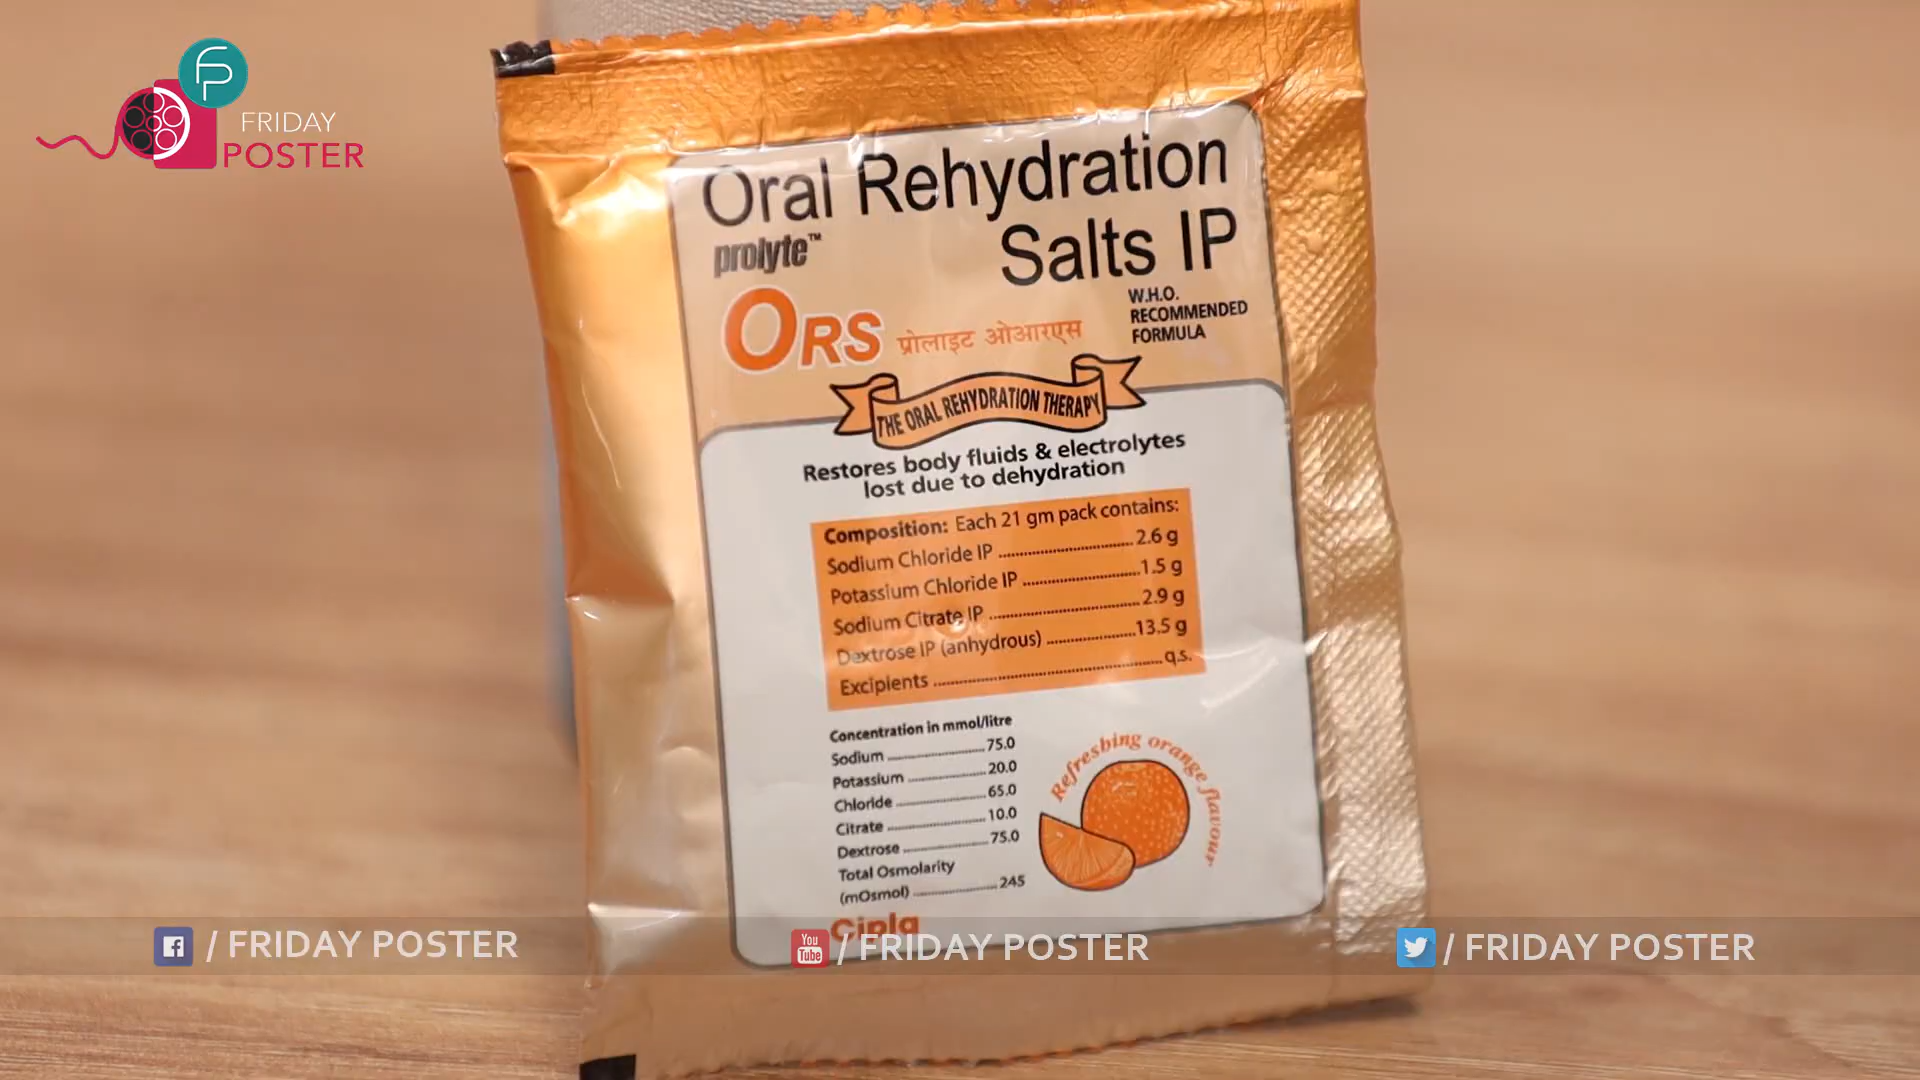 FRIDAY
POSTER
Oral Rehydration
Salts IP
prolyte™
ORS प्रोलाइट ओआरएस
W.H.O.
RECOMMENDED
FORMULA
THE ORAL REHYDRATION THERAPY
Restores body fluids & electrolytes
lost due to dehydration
Composition: Each 21 gm pack contains:
Sodium Chloride IP ........ 2.6 g
Potassium Chloride IP ........ 1.5 g
Sodium Citrate IP ........ 2.9 g
Dextrose IP (anhydrous) ........ 13.5 g
Excipients ........ q.s.
Concentration in mmol/litre
Sodium ........ 75.0
Potassium ........ 20.0
Chloride ........ 65.0
Citrate ........ 10.0
Dextrose ........ 75.0
Total Osmolarity
(mOsmol) ........ 245
Refreshing orange flavour
Cipla
/ FRIDAY POSTER
You Tube / FRIDAY POSTER
/ FRIDAY POSTER